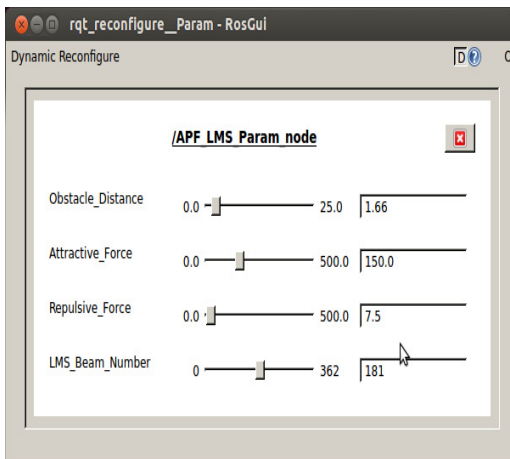 rqt_reconfigure__Param - RosGui
Dynamic Reconfigure D ?
/APF_LMS_Param_node
Obstacle_Distance 0.0 25.0 1.66
Attractive_Force 0.0 500.0 150.0
Repulsive_Force 0.0 500.0 7.5
LMS_Beam_Number 0 362 181